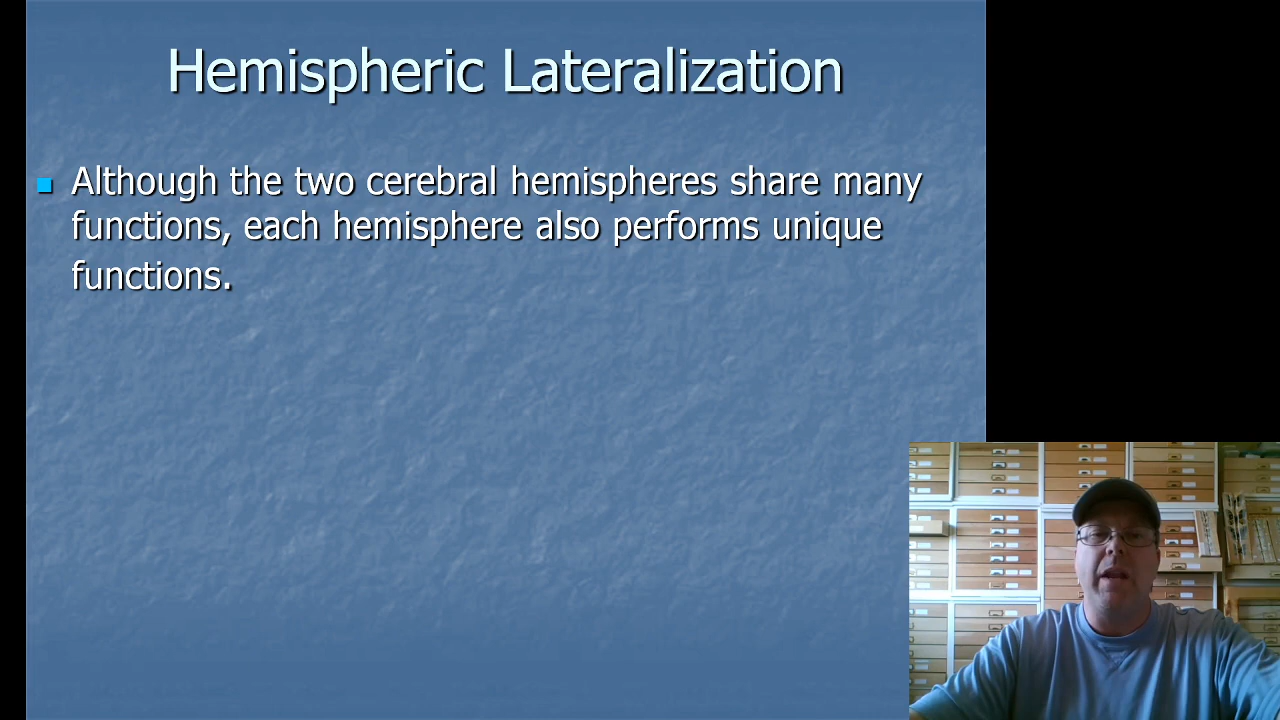 Hemispheric Lateralization
Although the two cerebral hemispheres share many
functions, each hemisphere also performs unique
functions.